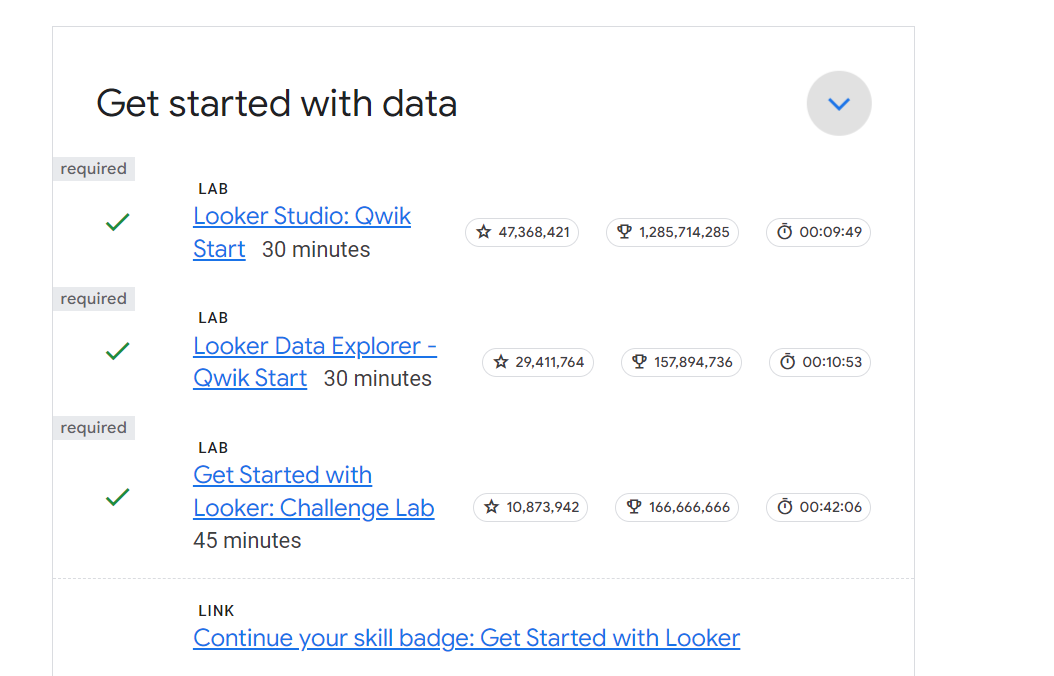 Get started with data
required
LAB
Looker Studio: Qwik
Start 30 minutes
47,368,421
1,285,714,285
00:09:49
required
LAB
Looker Data Explorer -
Qwik Start 30 minutes
29,411,764
157,894,736
00:10:53
required
LAB
Get Started with
Looker: Challenge Lab
45 minutes
10,873,942
166,666,666
00:42:06
LINK
Continue your skill badge: Get Started with Looker